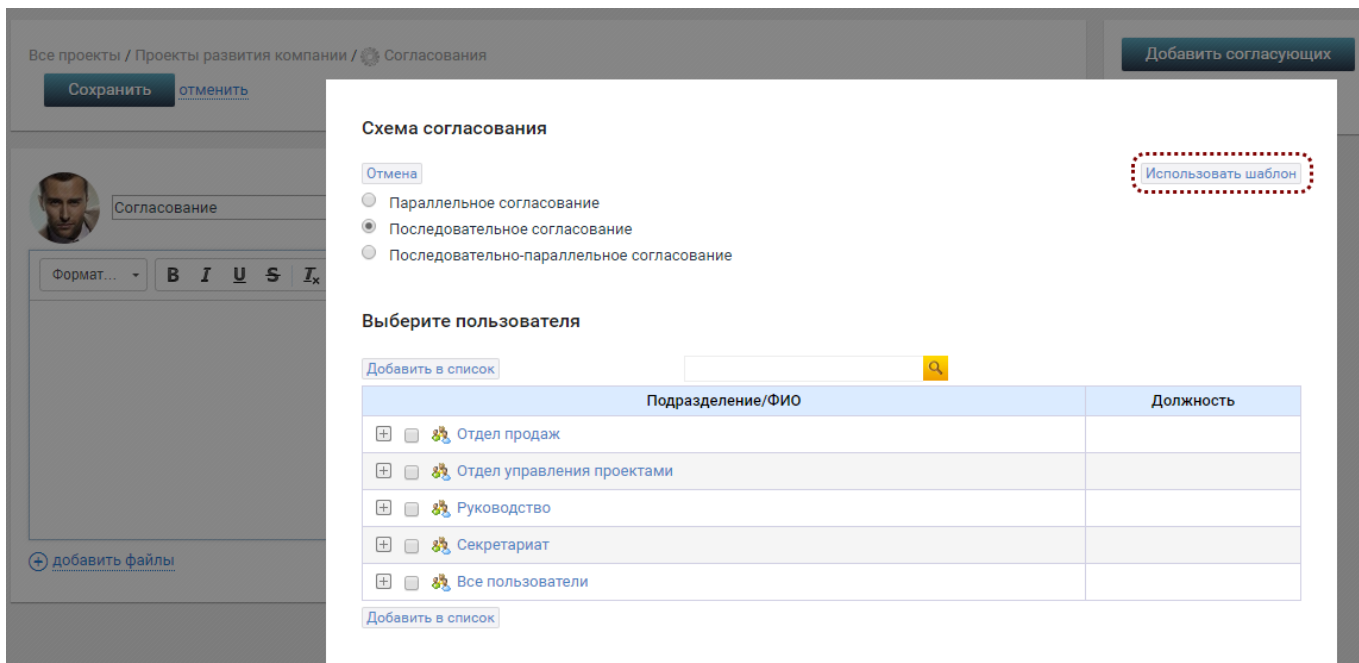 Все проекты / Проекты развития компании / Согласования
Добавить согласующих
Сохранить отменить
Схема согласования
Отмена
Использовать шаблон
Параллельное согласование
Согласование
Последовательное согласование
Последовательно-параллельное согласование
Формат... B I U S Tx
Выберите пользователя
Добавить в список
Подразделение/ФИО Должность
Отдел продаж
Отдел управления проектами
Руководство
Секретариат
добавить файлы
Все пользователи
Добавить в список